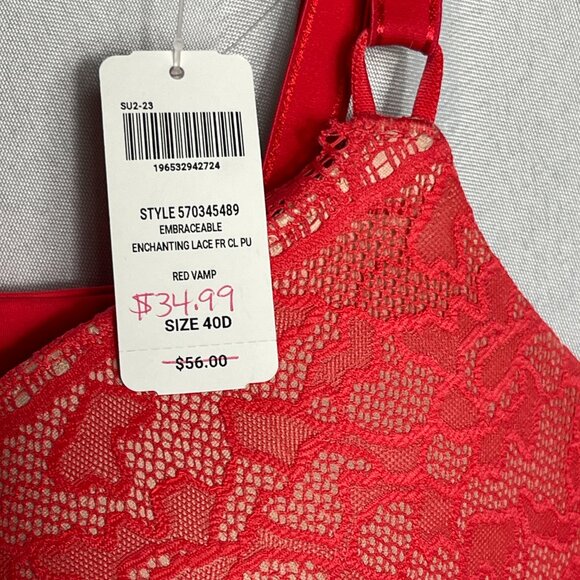 SU2-23
196532942724
STYLE 570345489
EMBRACEABLE
ENCHANTING LACE FR CL PU
RED VAMP
$34.99
SIZE 40D
$56.00